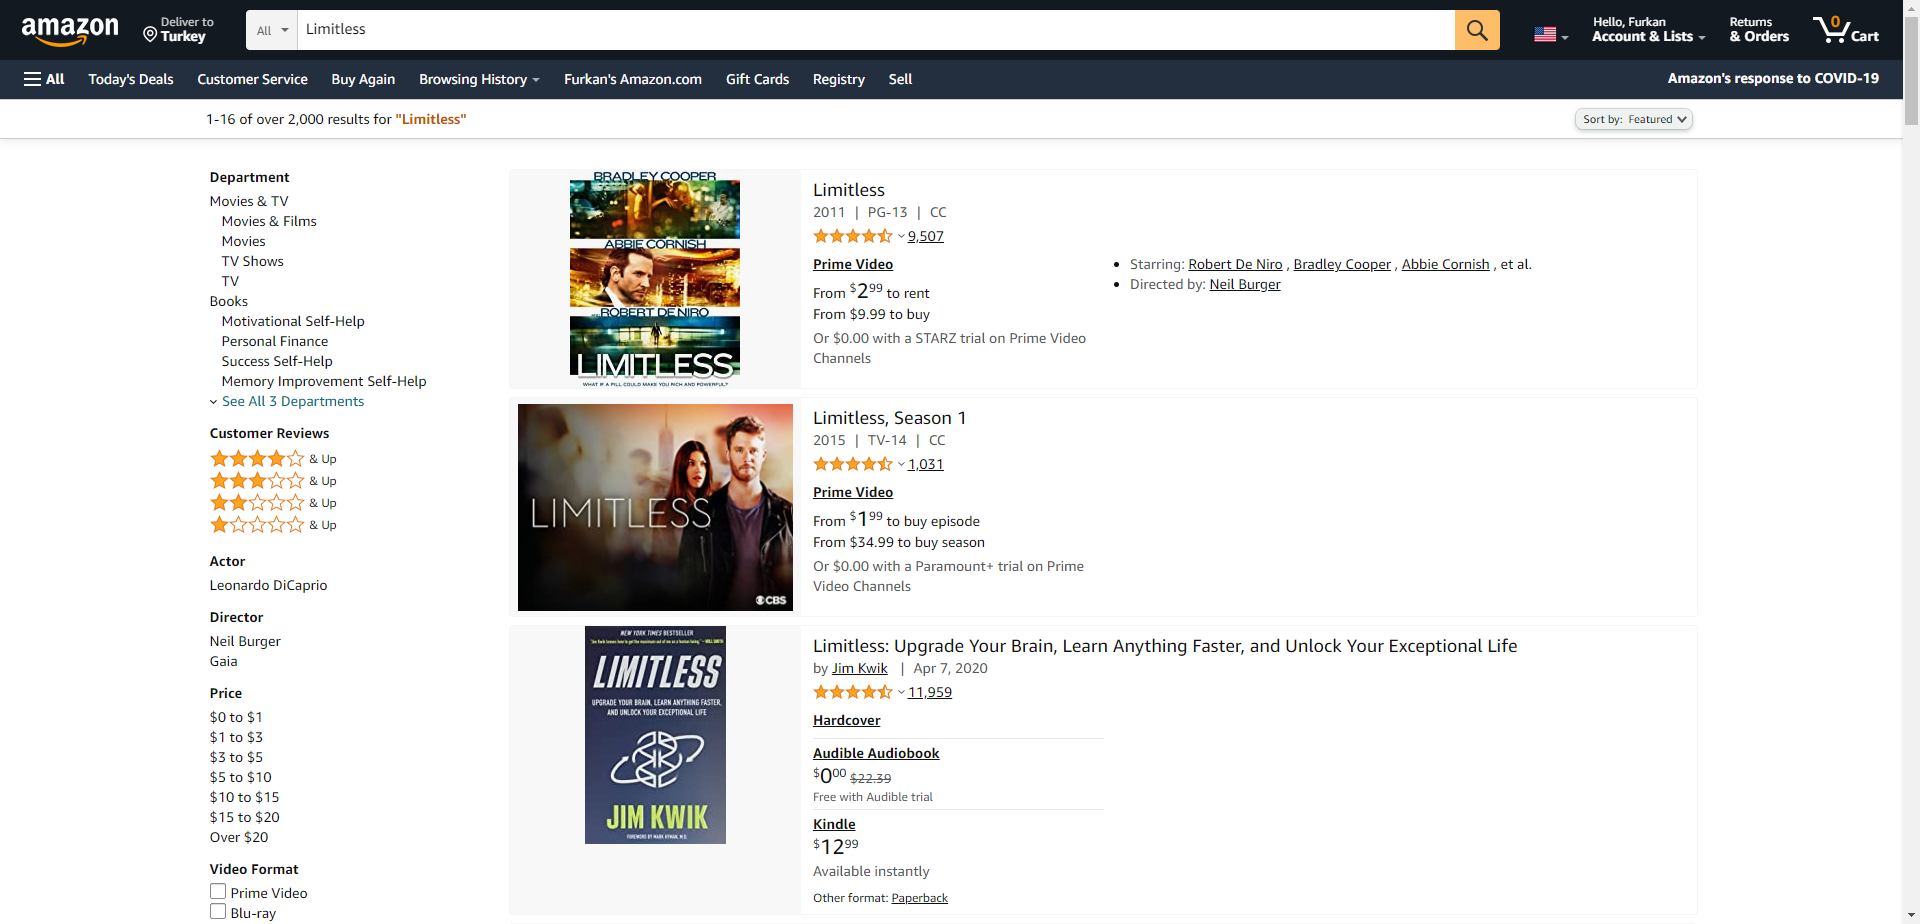 amazon
Deliver to
Turkey
All
Limitless
Hello, Furkan
Account & Lists
Returns
& Orders
0
Cart
All
Today's Deals
Customer Service
Buy Again
Browsing History
Furkan's Amazon.com
Gift Cards
Registry
Sell
Amazon's response to COVID-19
1-16 of over 2,000 results for "Limitless"
Sort by: Featured
Department
Movies & TV
Movies & Films
Movies
TV Shows
TV
Books
Motivational Self-Help
Personal Finance
Success Self-Help
Memory Improvement Self-Help
See All 3 Departments
Customer Reviews
& Up
& Up
& Up
& Up
Actor
Leonardo DiCaprio
Director
Neil Burger
Gaia
Price
$0 to $1
$1 to $3
$3 to $5
$5 to $10
$10 to $15
$15 to $20
Over $20
Video Format
Prime Video
Blu-ray
BRADLEY COOPER
ABBIE CORNISH
ROBERT DE NIRO
LIMITLESS
WHAT IF A PILL COULD MAKE YOU RICH AND POWERFUL?
Limitless
2011 | PG-13 | CC
9,507
Prime Video
From $2.99 to rent
From $9.99 to buy
Or $0.00 with a STARZ trial on Prime Video
Channels
Starring: Robert De Niro , Bradley Cooper , Abbie Cornish , et al.
Directed by: Neil Burger
LIMITLESS
CBS
Limitless, Season 1
2015 | TV-14 | CC
1,031
Prime Video
From $1.99 to buy episode
From $34.99 to buy season
Or $0.00 with a Paramount+ trial on Prime
Video Channels
NEW YORK TIMES BESTSELLER
LIMITLESS
UPGRADE YOUR BRAIN, LEARN ANYTHING FASTER,
AND UNLOCK YOUR EXCEPTIONAL LIFE
JIM KWIK
FOREWORD BY MARK HYMAN, M.D.
Limitless: Upgrade Your Brain, Learn Anything Faster, and Unlock Your Exceptional Life
by Jim Kwik | Apr 7, 2020
11,959
Hardcover
Audible Audiobook
$0.00 $22.39
Free with Audible trial
Kindle
$12.99
Available instantly
Other format: Paperback